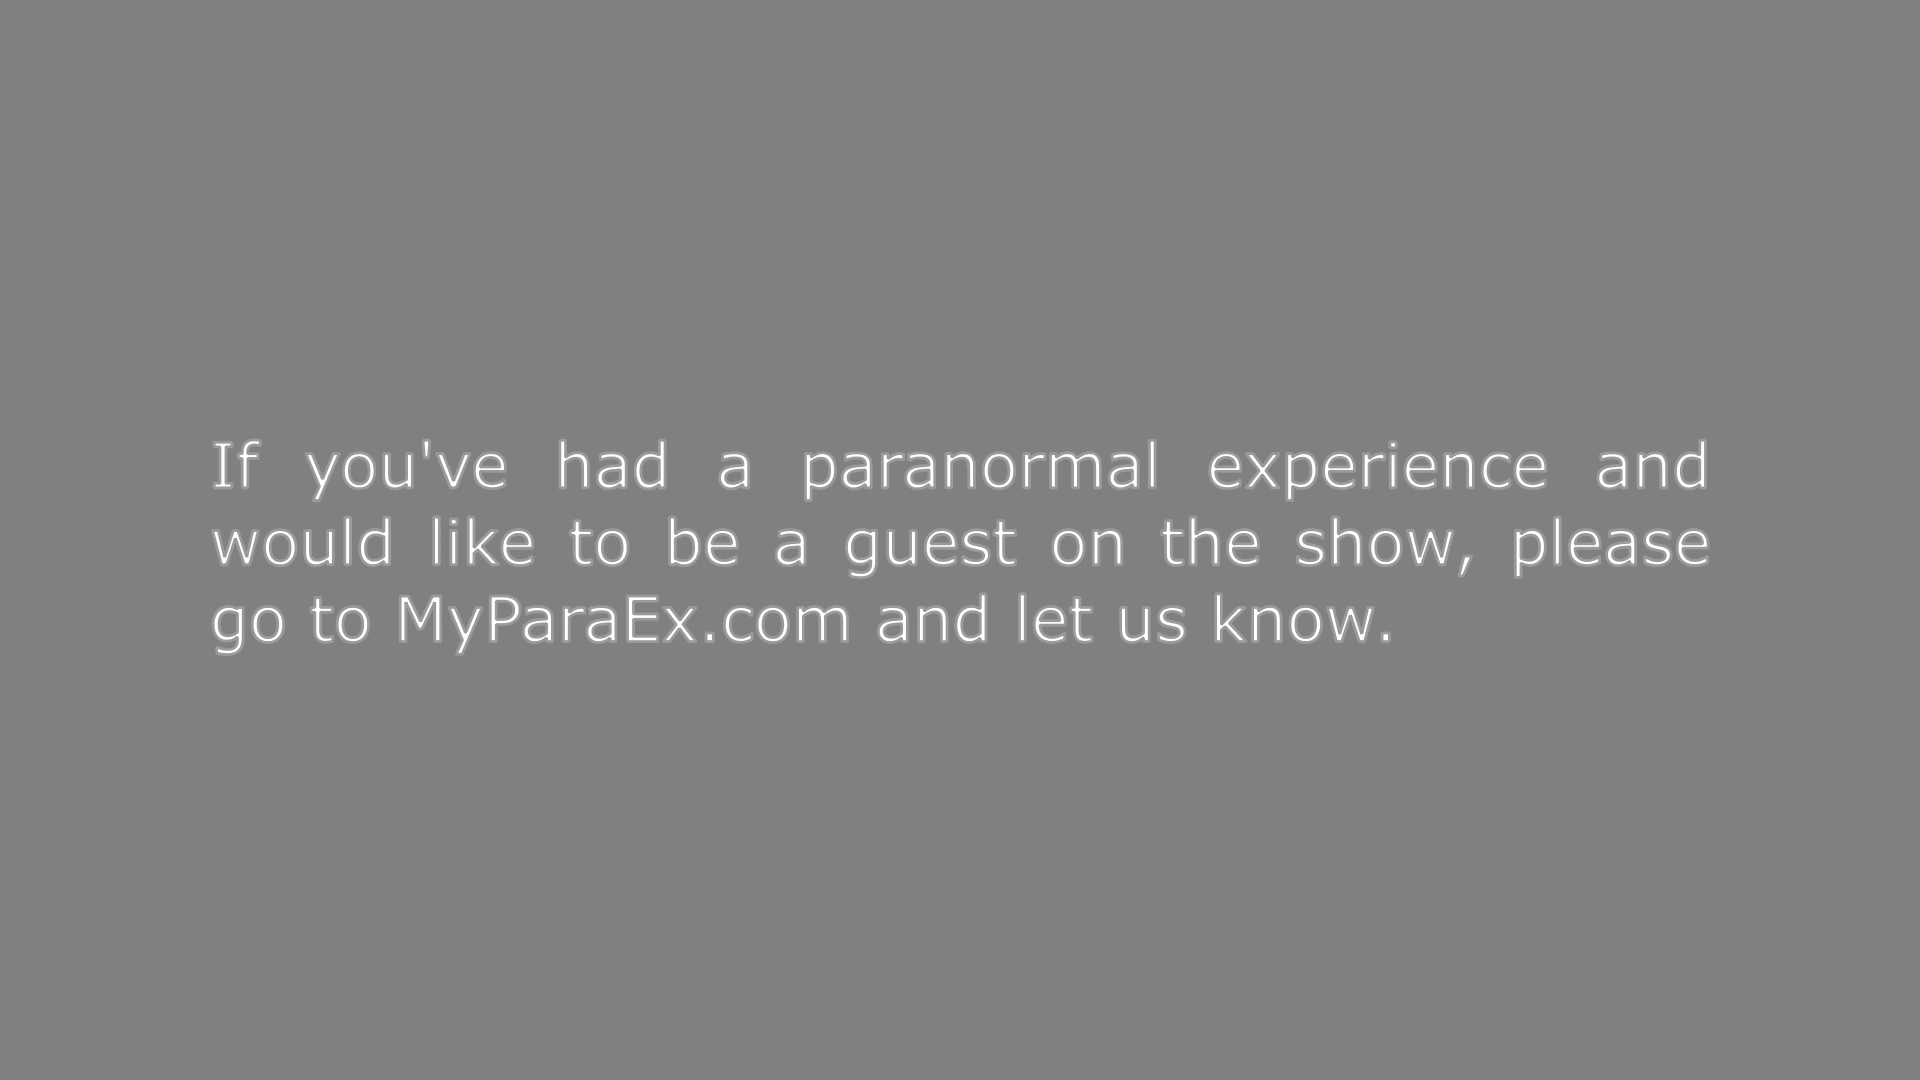 If you've had a paranormal experience and
would like to be a guest on the show, please
go to MyParaEx.com and let us know.